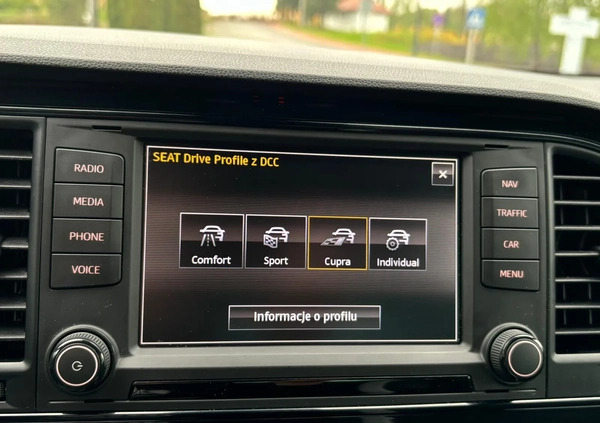 SEAT Drive Profile z DCC
RADIO
MEDIA
PHONE
VOICE
Comfort
Sport
Cupra
Individual
Informacje o profilu
NAV
TRAFFIC
CAR
MENU